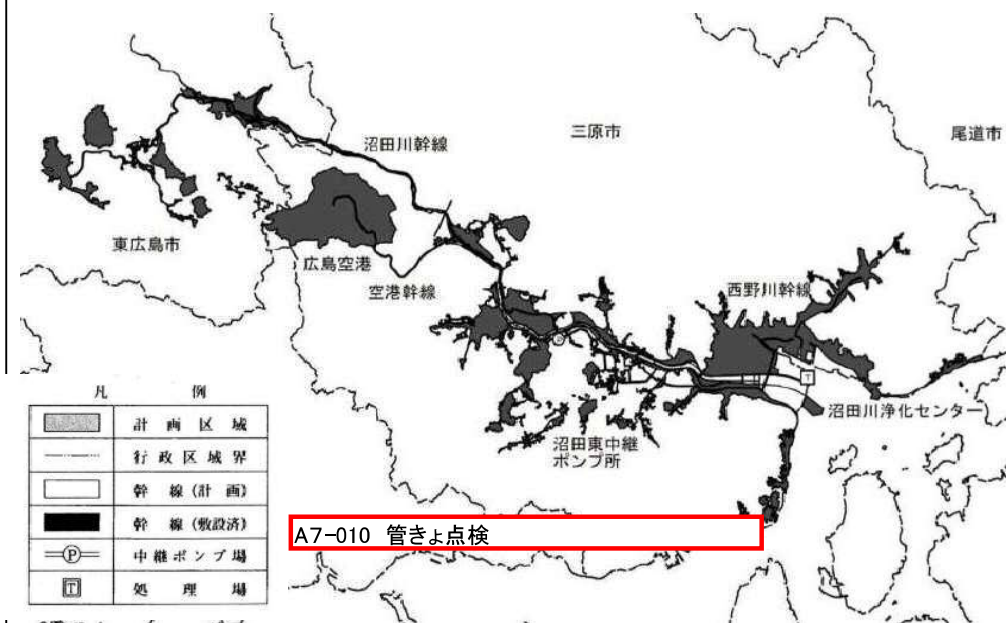 三原市
尾道市
沼田川幹線
東広島市
広島空港
空港幹線
西野川幹線
沼田川浄化センター
沼田東中継
ポンプ所
P
T
A7-010 管きょ点検
凡 例
計画区域
行政区域界
幹線(計画)
幹線(敷設済)
P 中継ポンプ場
T 処理場